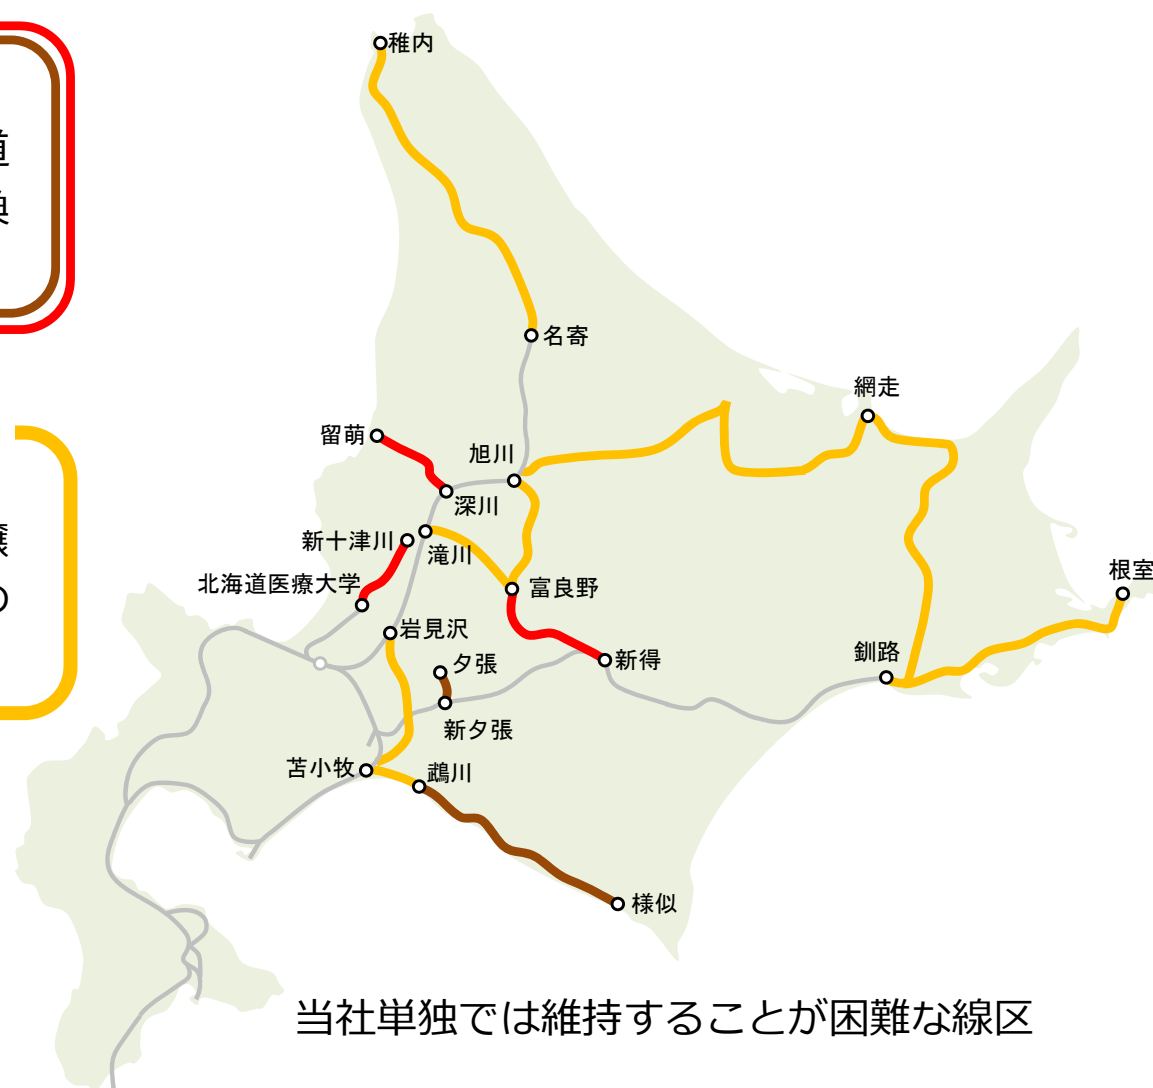 稚内
道
換
名寄
網走
留萌
旭川
深川
新十津川
滝川
北海道医療大学
富良野
根室
の
岩見沢
夕張
新得
釧路
新夕張
苫小牧
鵡川
様似
当社単独では維持することが困難な線区